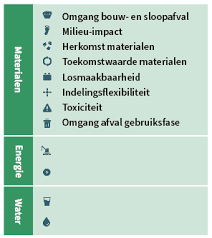 Materialen
Omgang bouw- en sloopafval
Milieu-impact
Herkomst materialen
Toekomstwaarde materialen
Losmaakbaarheid
Indelingsflexibiliteit
Toxiciteit
Omgang afval gebruiksfase
Energie
Water